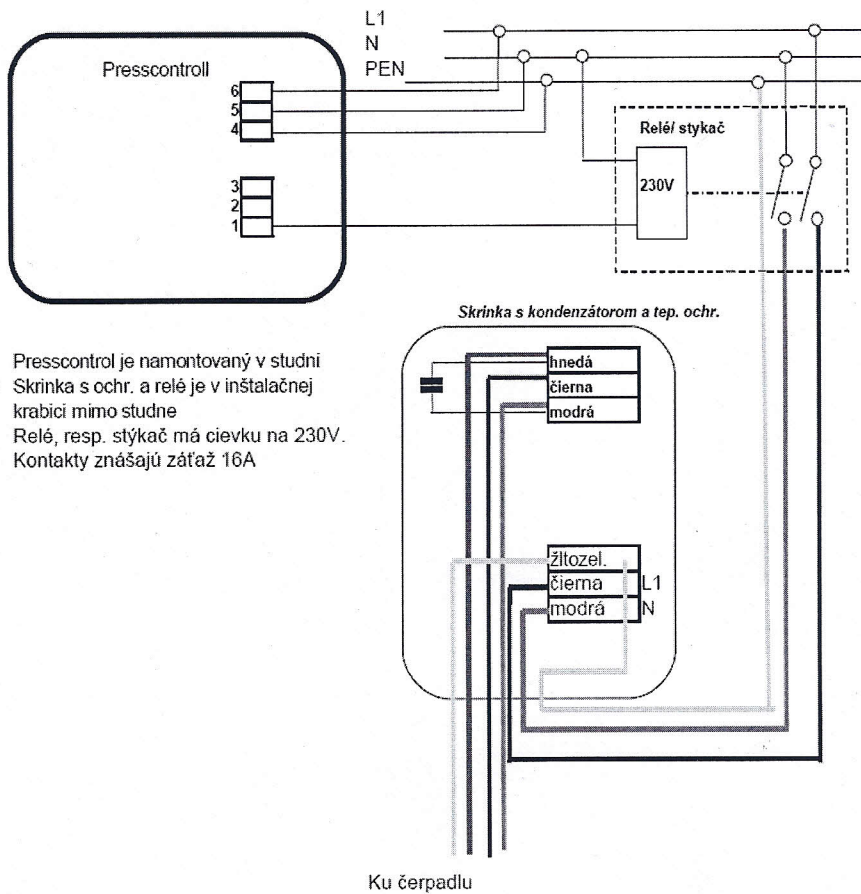 L1
N
PEN
Presscontroll
6
5
4
3
2
1
Relé/ stykač
230V
Skrinka s kondenzátorom a tep. ochr.
hnedá
čierna
modrá
Presscontrol je namontovaný v studni
Skrinka s ochr. a relé je v inštalačnej
krabici mimo studne
Relé, resp. stýkač má cievku na 230V.
Kontakty znášajú záťaž 16A
žltozel.
čierna L1
modrá N
Ku čerpadlu